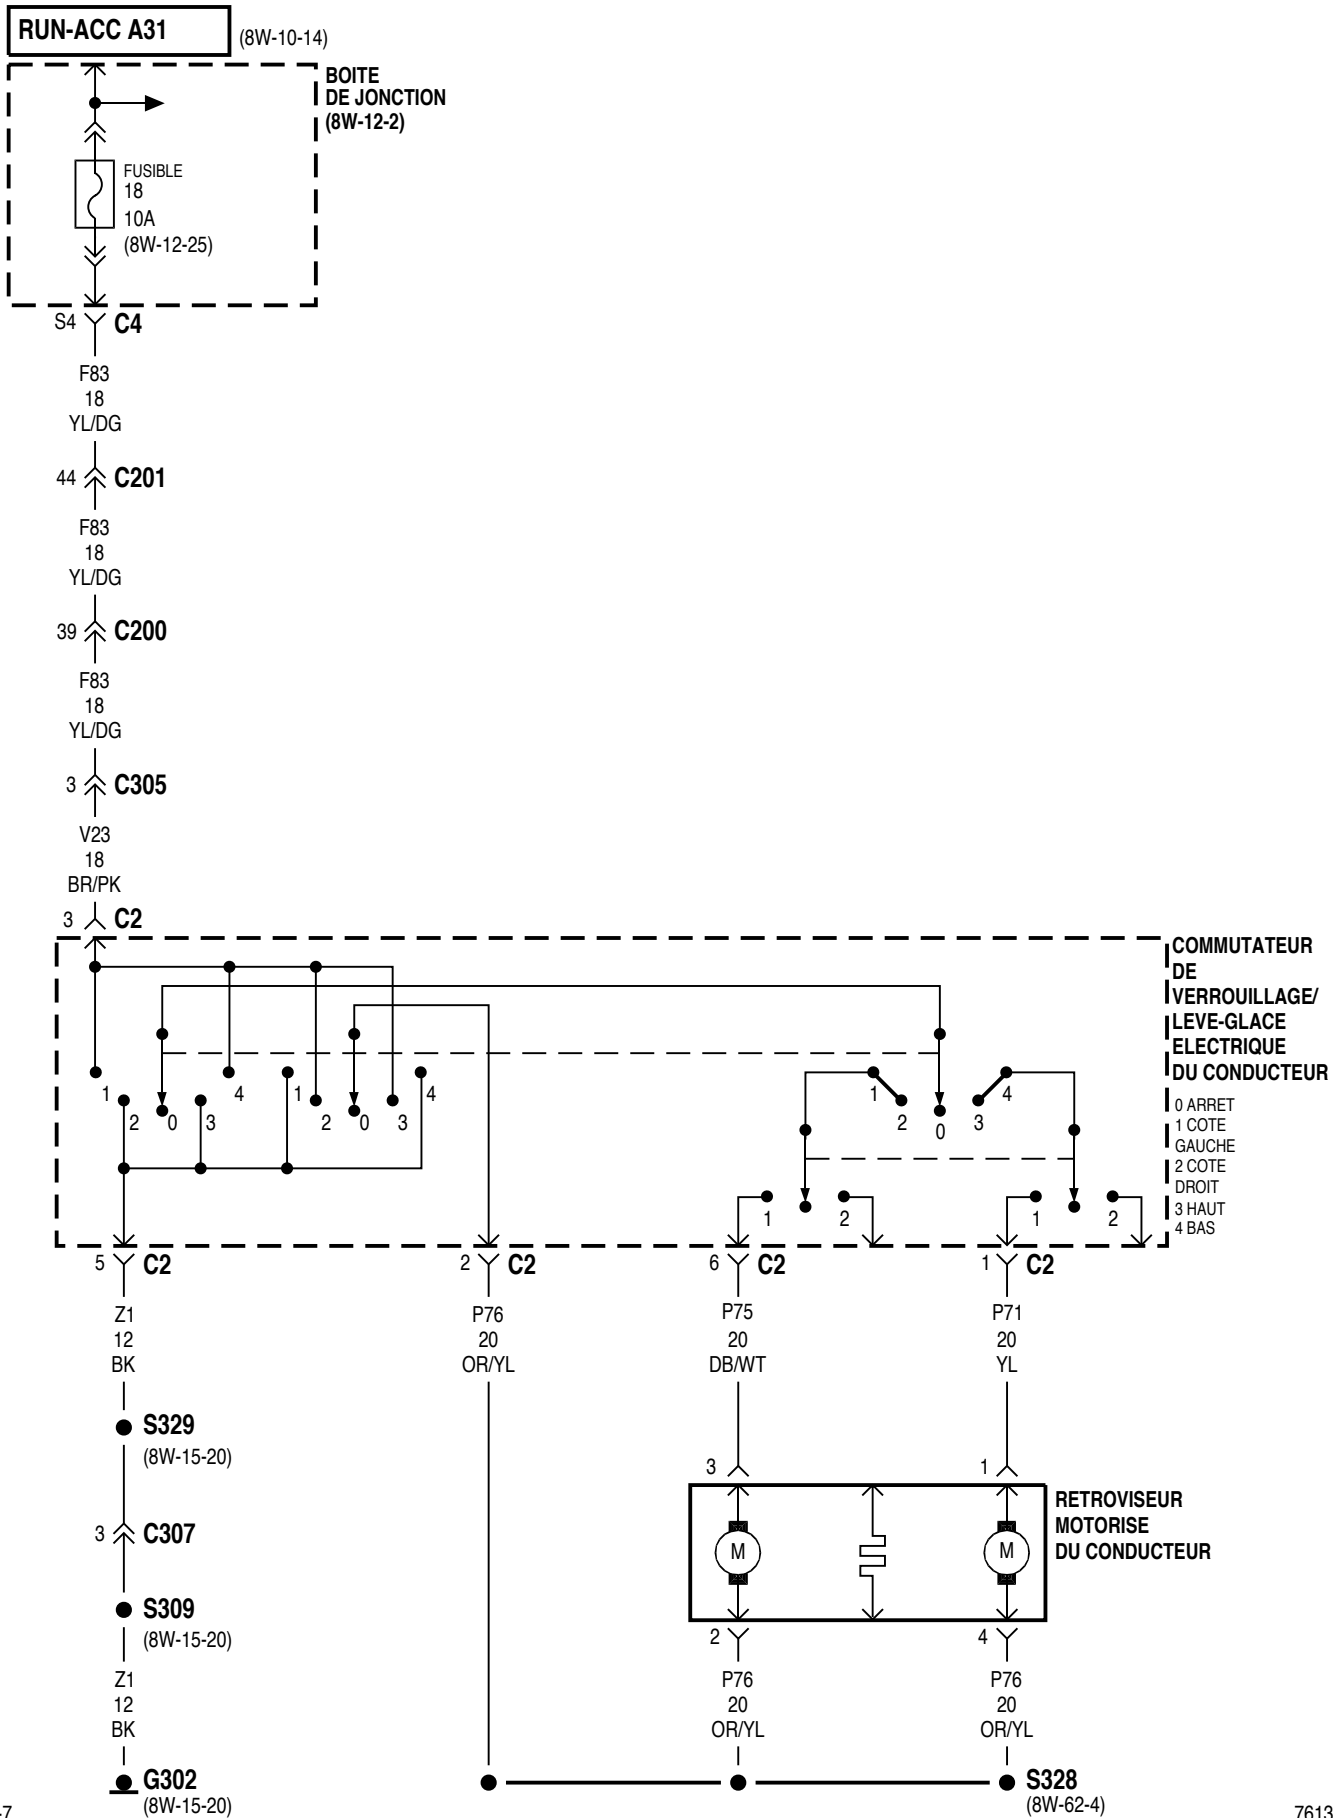 RUN-ACC A31
(8W-10-14)
BOITE
DE JONCTION
(8W-12-2)
FUSIBLE
18
10A
(8W-12-25)
S4 C4
F83
18
YL/DG
44 C201
F83
18
YL/DG
39 C200
F83
18
YL/DG
3 C305
V23
18
BR/PK
3 C2
COMMUTATEUR
DE
VERROUILLAGE/
LEVE-GLACE
ELECTRIQUE
DU CONDUCTEUR
0 ARRET
1 COTE
GAUCHE
2 COTE
DROIT
3 HAUT
4 BAS
1 2 0 3 4
1 2 0 3 4
1 2 0 3 4
1 2
1 2
5 C2
2 C2
6 C2
1 C2
Z1
12
BK
P76
20
OR/YL
P75
20
DB/WT
P71
20
YL
S329
(8W-15-20)
3 C307
S309
(8W-15-20)
Z1
12
BK
G302
(8W-15-20)
3
1
M
M
RETROVISEUR
MOTORISE
DU CONDUCTEUR
2
4
P76
20
OR/YL
P76
20
OR/YL
S328
(8W-62-4)
-7
7613